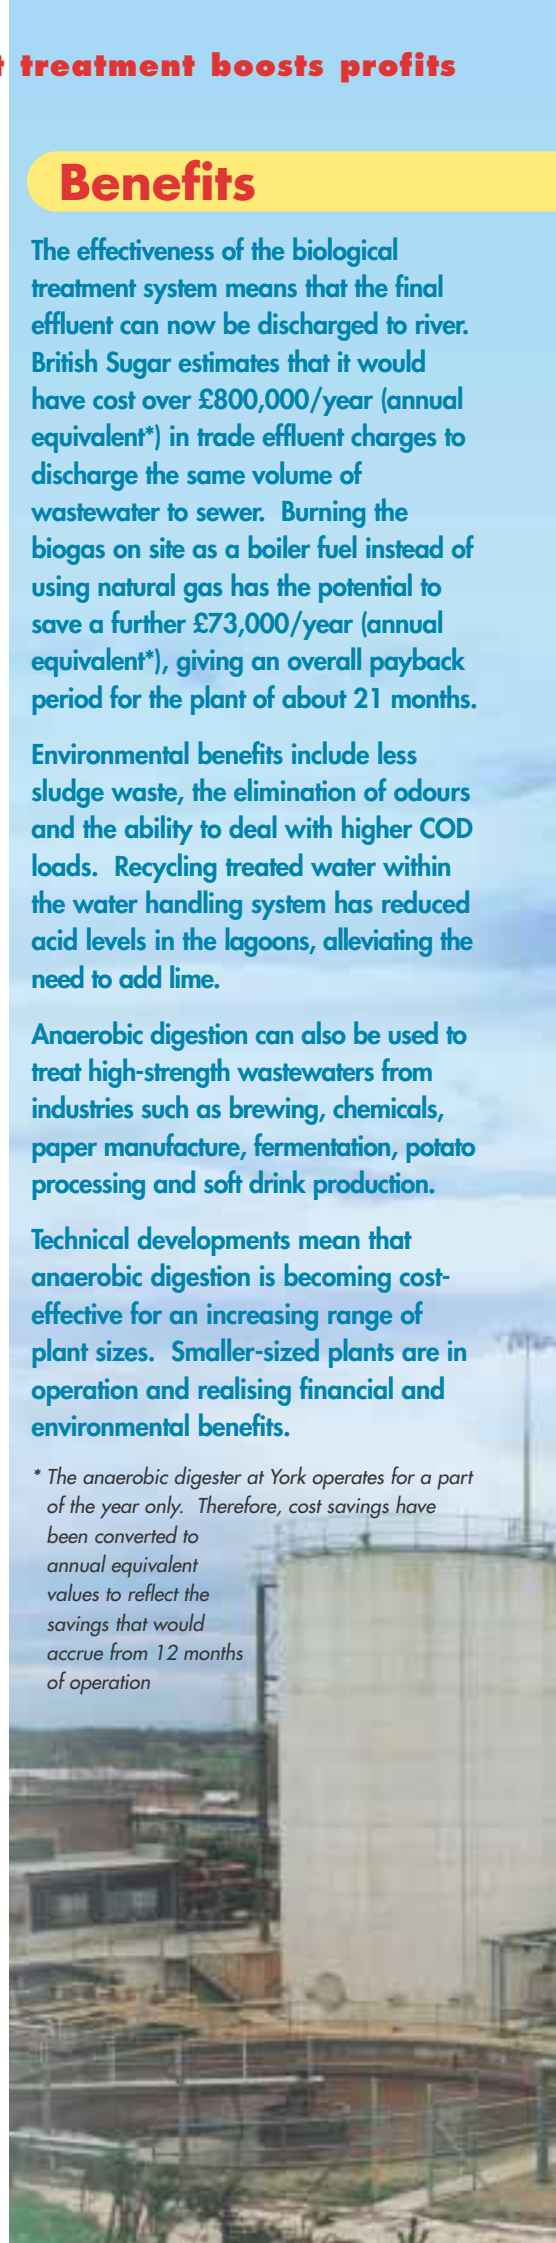 treatment boosts profits
Benefits
The effectiveness of the biological
treatment system means that the final
effluent can now be discharged to river.
British Sugar estimates that it would
have cost over £800,000/year (annual
equivalent*) in trade effluent charges to
discharge the same volume of
wastewater to sewer. Burning the
biogas on site as a boiler fuel instead of
using natural gas has the potential to
save a further £73,000/year (annual
equivalent*), giving an overall payback
period for the plant of about 21 months.
Environmental benefits include less
sludge waste, the elimination of odours
and the ability to deal with higher COD
loads. Recycling treated water within
the water handling system has reduced
acid levels in the lagoons, alleviating the
need to add lime.
Anaerobic digestion can also be used to
treat high-strength wastewaters from
industries such as brewing, chemicals,
paper manufacture, fermentation, potato
processing and soft drink production.
Technical developments mean that
anaerobic digestion is becoming cost-
effective for an increasing range of
plant sizes. Smaller-sized plants are in
operation and realising financial and
environmental benefits.
* The anaerobic digester at York operates for a part
of the year only. Therefore, cost savings have
been converted to
annual equivalent
values to reflect the
savings that would
accrue from 12 months
of operation